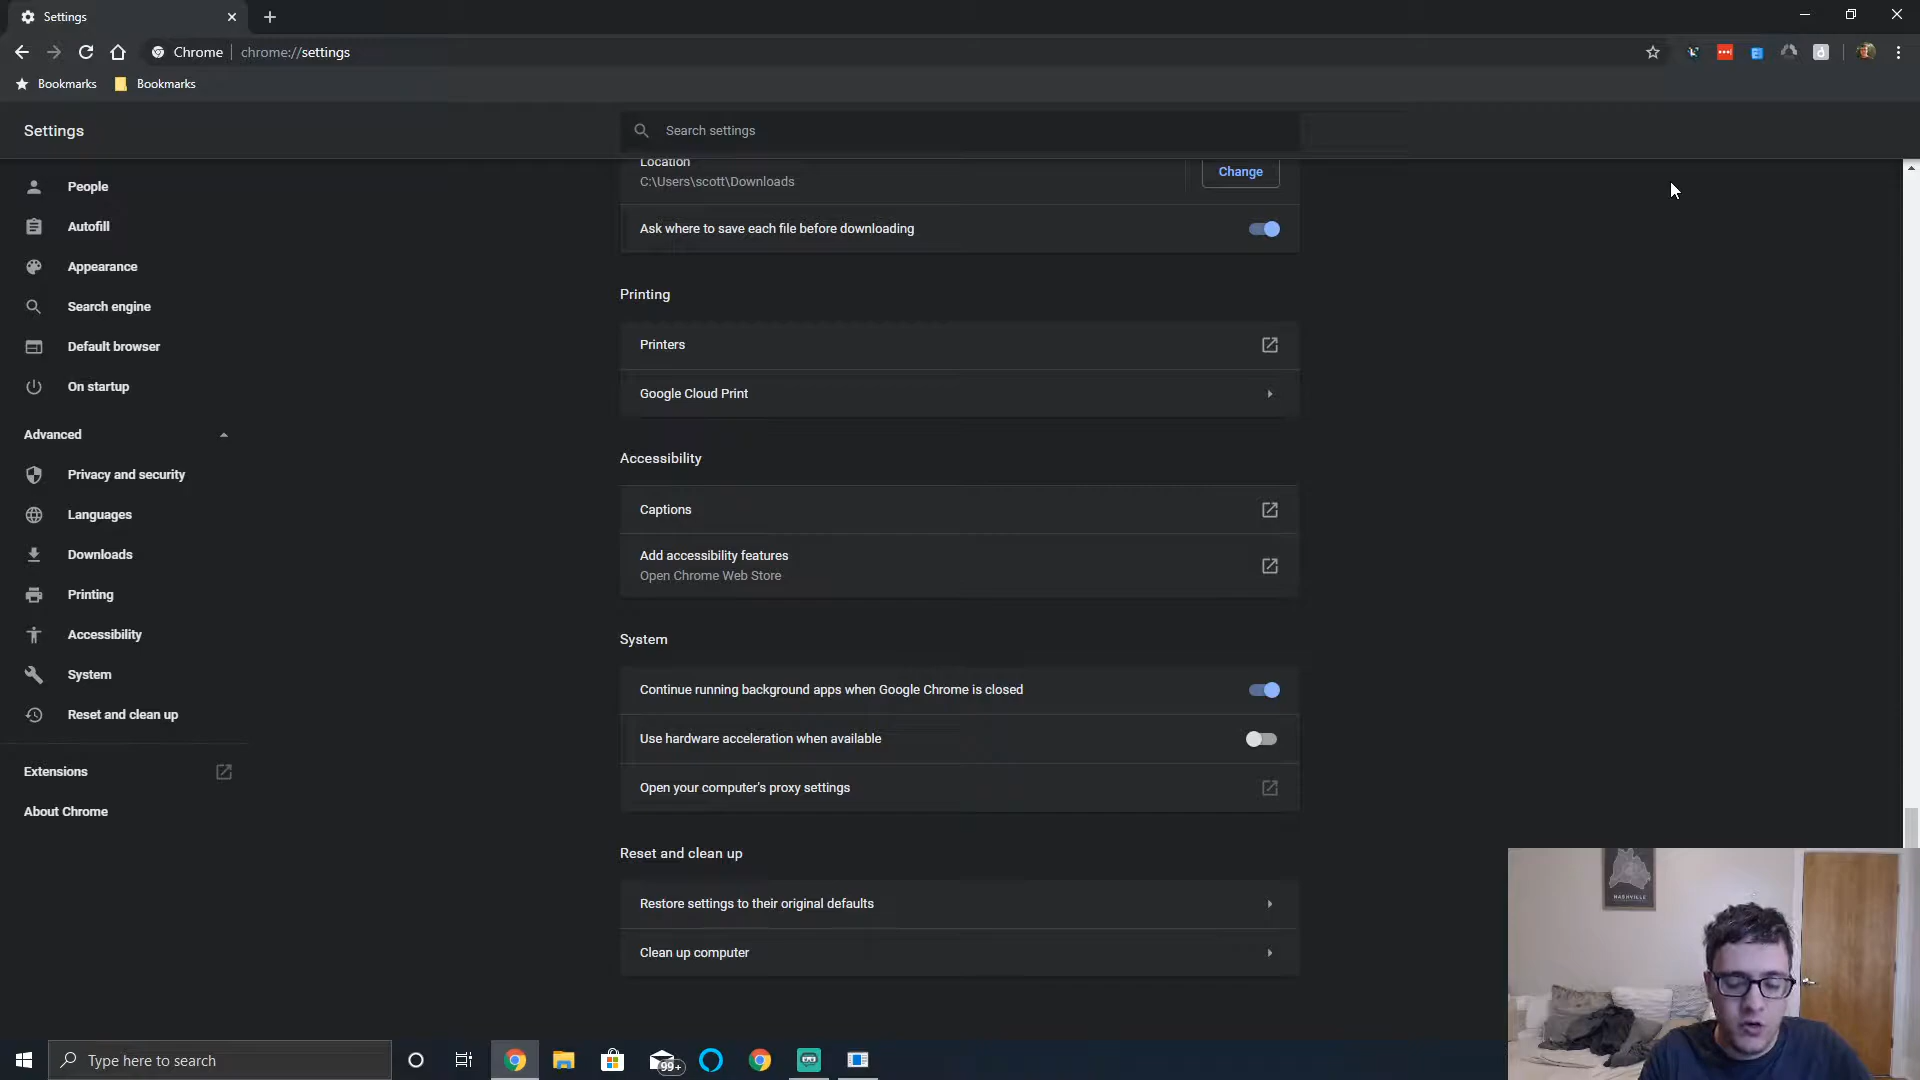 Settings
Chrome
chrome://settings
Bookmarks
Bookmarks
Settings
Search settings
People
Autofill
Appearance
Search engine
Default browser
On startup
Advanced
Privacy and security
Languages
Downloads
Printing
Accessibility
System
Reset and clean up
Extensions
About Chrome
Location
C:\Users\scott\Downloads
Change
Ask where to save each file before downloading
Printing
Printers
Google Cloud Print
Accessibility
Captions
Add accessibility features
Open Chrome Web Store
System
Continue running background apps when Google Chrome is closed
Use hardware acceleration when available
Open your computer's proxy settings
Reset and clean up
Restore settings to their original defaults
Clean up computer
NASHVILLE
Type here to search
99+